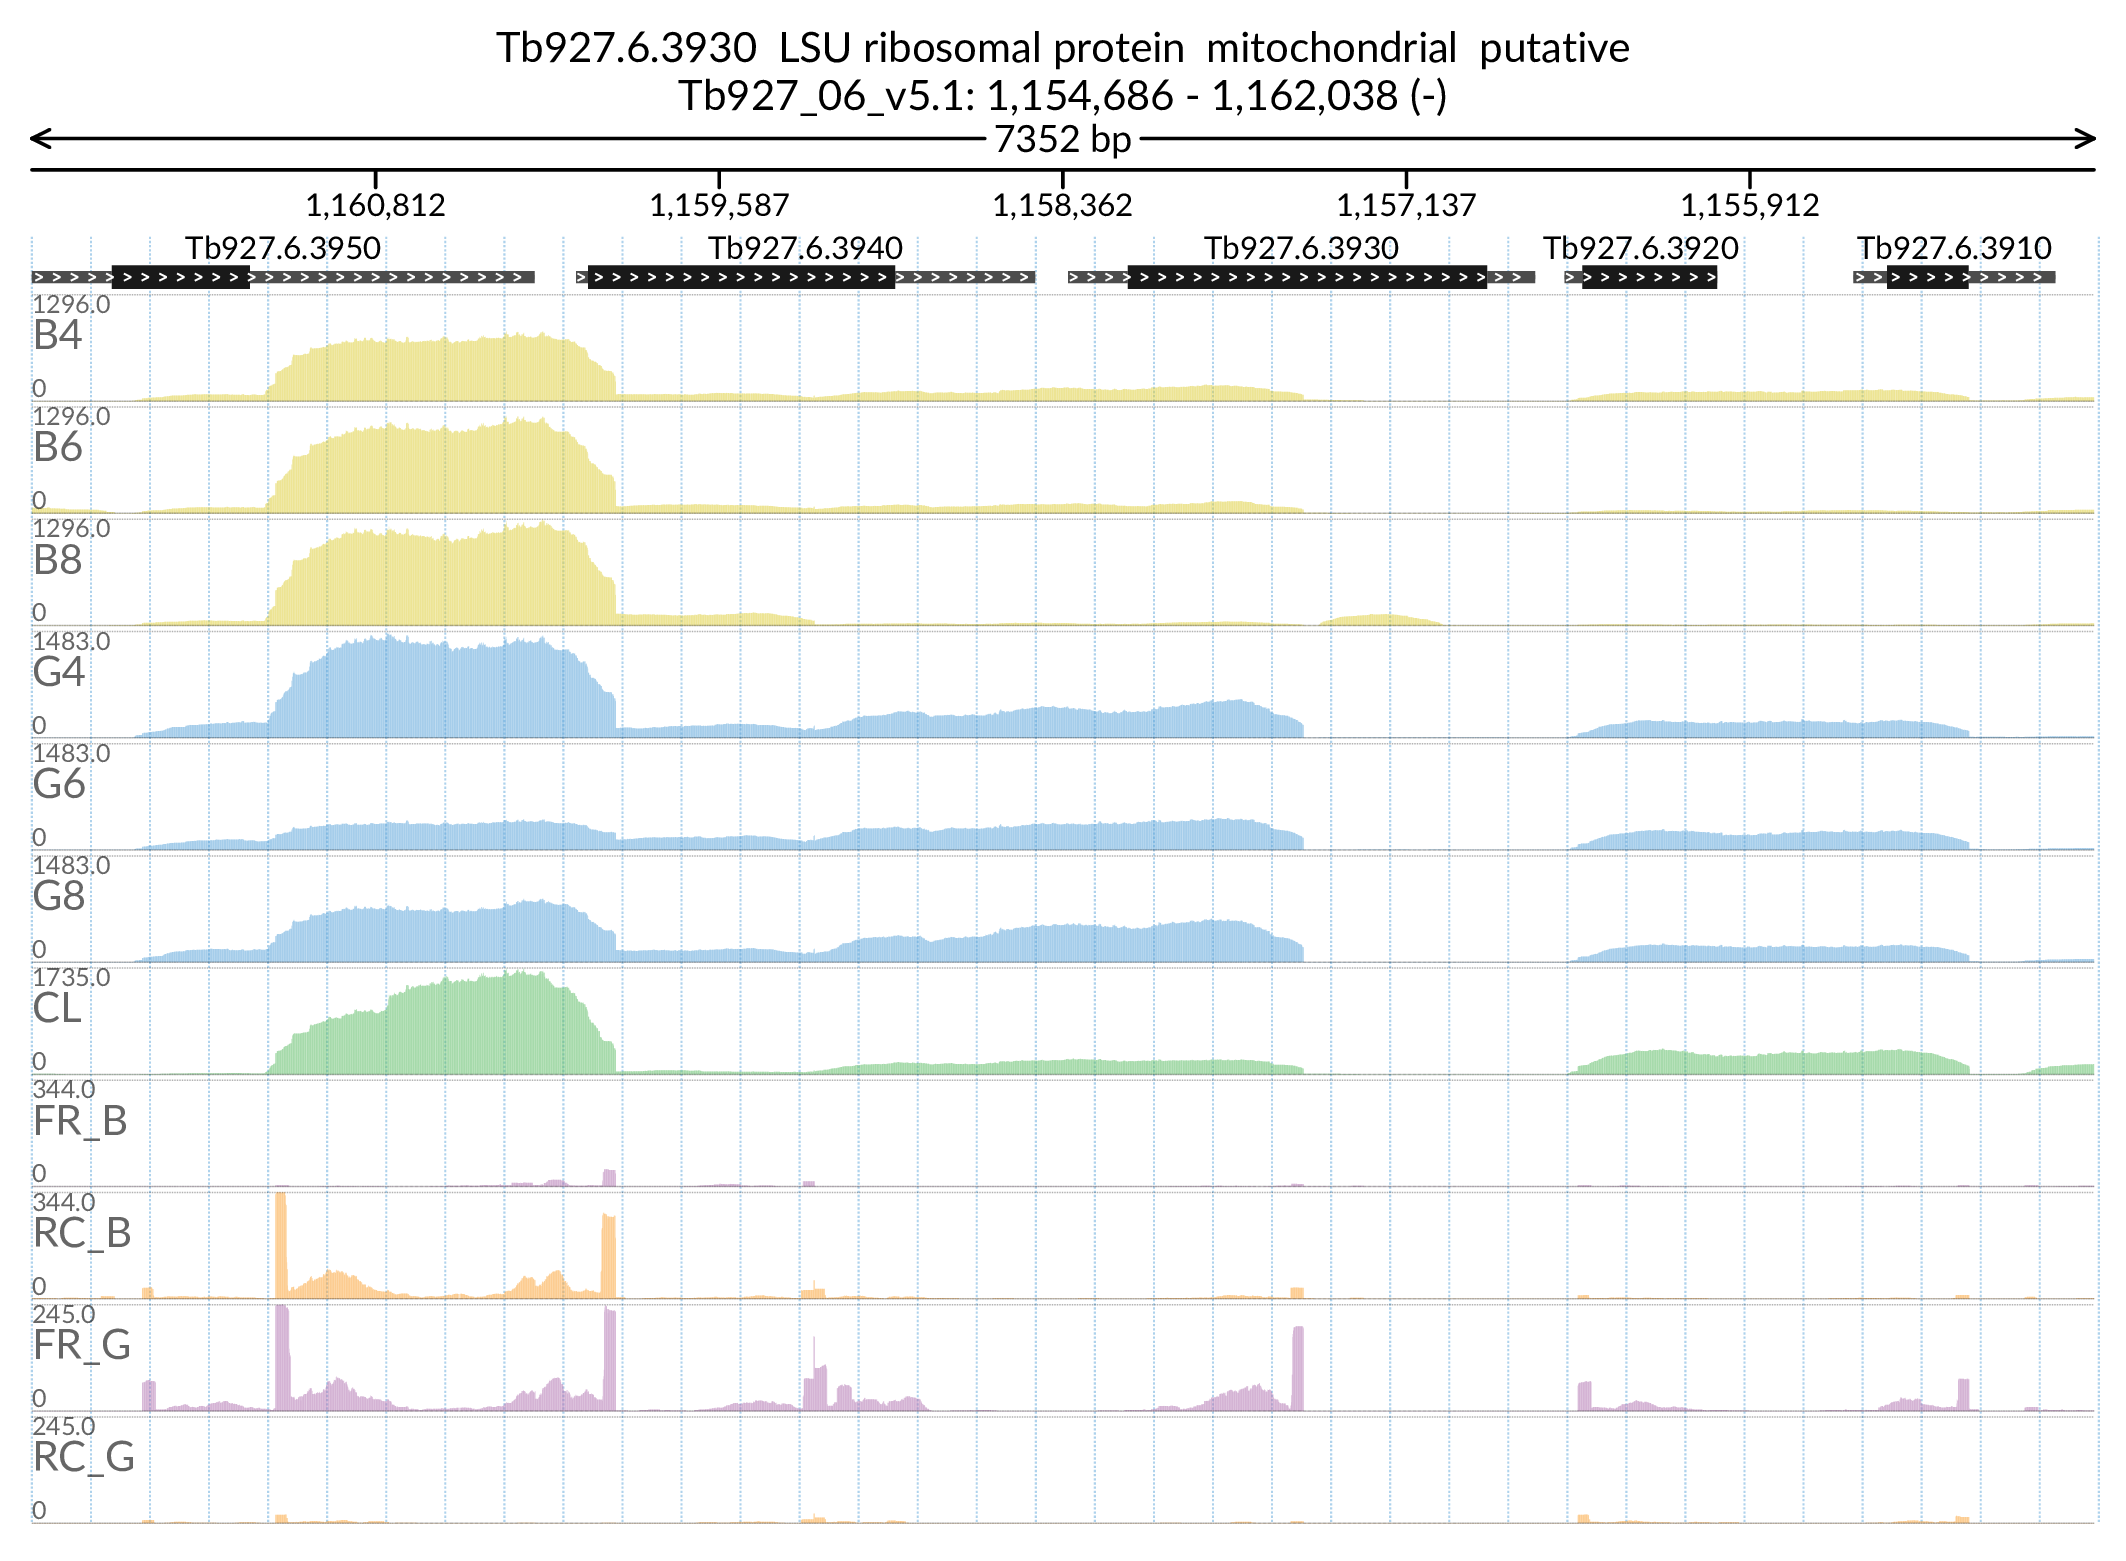 Tb927.6.3930 LSU ribosomal protein mitochondrial putative
Tb927_06_v5.1: 1,154,686 - 1,162,038 (-)
7352 bp
1,160,812 1,159,587 1,158,362 1,157,137 1,155,912
Tb927.6.3950 Tb927.6.3940 Tb927.6.3930 Tb927.6.3920 Tb927.6.3910
1296.0
B4
0
1296.0
B6
0
1296.0
B8
0
1483.0
G4
0
1483.0
G6
0
1483.0
G8
0
1735.0
CL
0
344.0
FR_B
0
344.0
RC_B
0
245.0
FR_G
0
245.0
RC_G
0